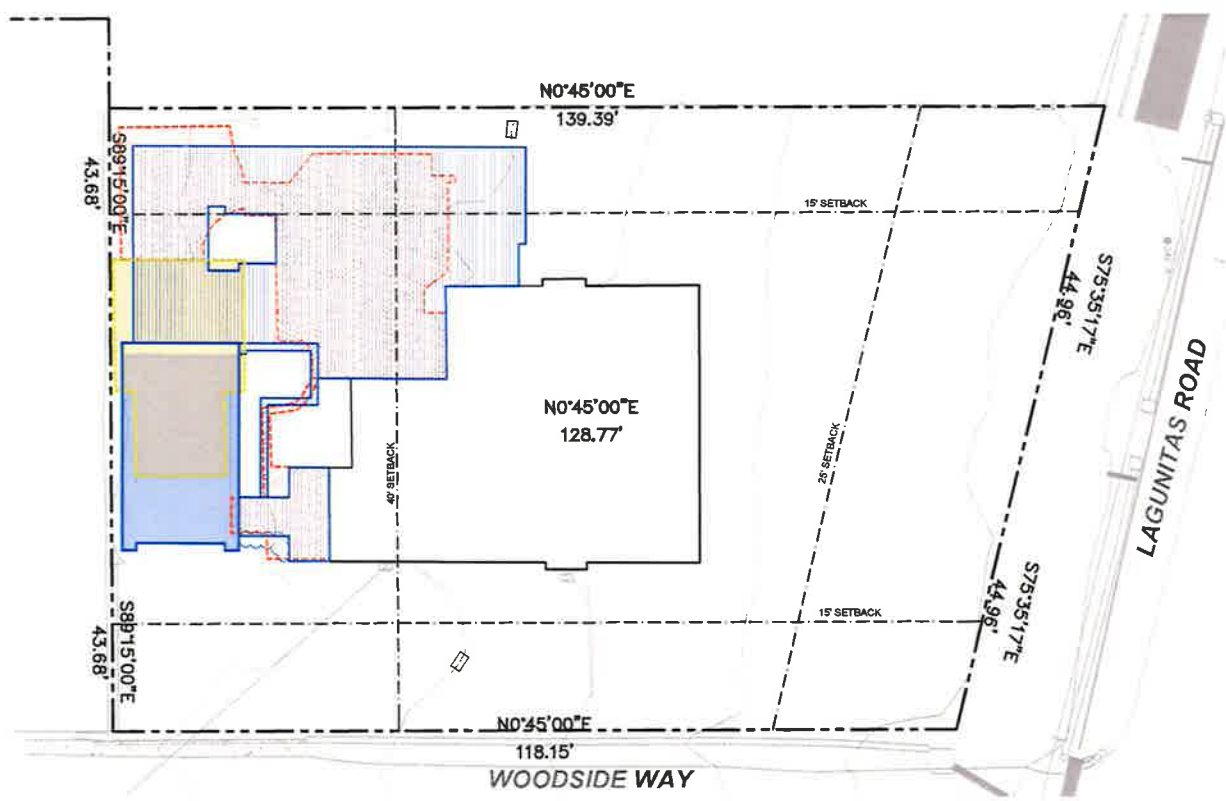 N0°45'00"E
139.39'
S89°15'00"E
43.68'
15' SETBACK
S75°35'17"E
44.96'
LAGUNITAS ROAD
N0°45'00"E
128.77'
40' SETBACK
25' SETBACK
S75°35'17"E
44.96'
15' SETBACK
S89°15'00"E
43.68'
N0°45'00"E
118.15'
WOODSIDE WAY